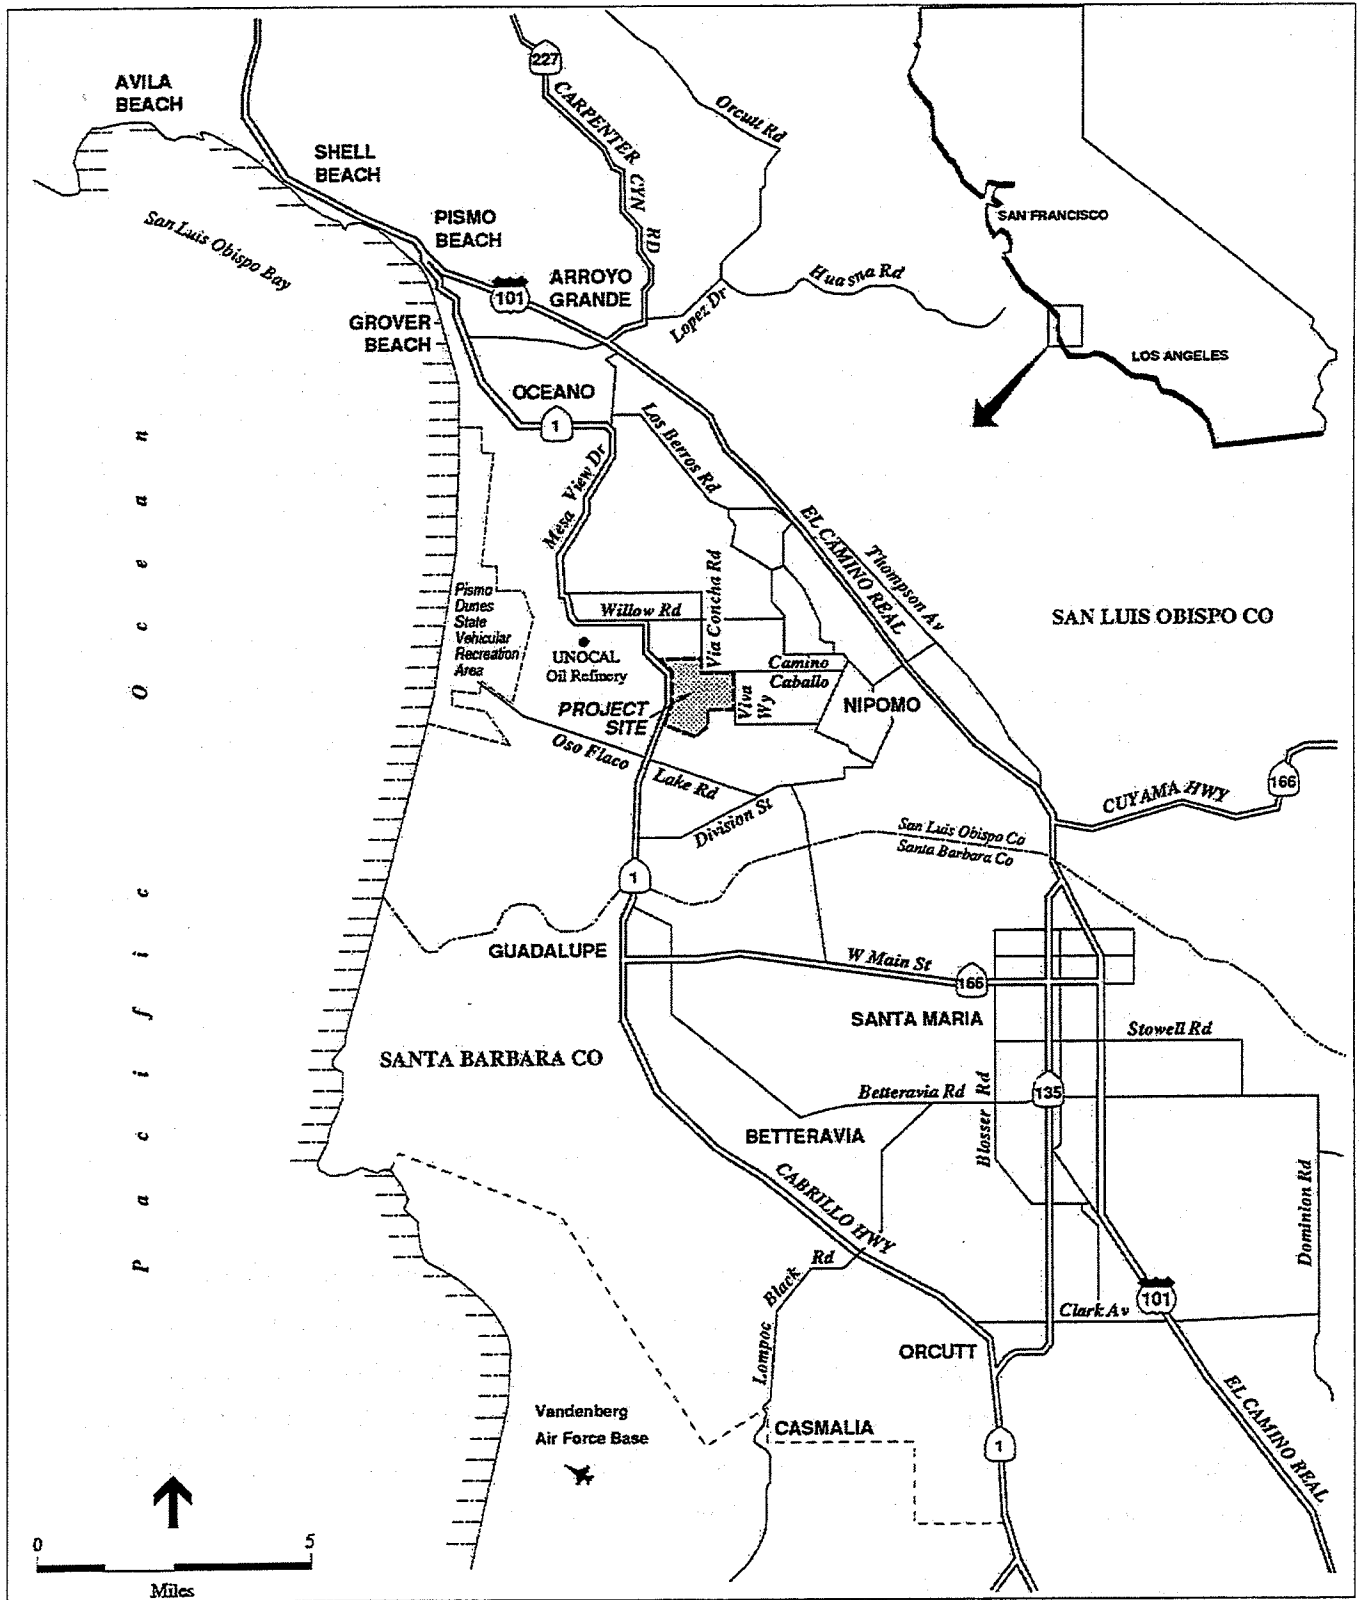 AVILA
BEACH
227
CARPENTER CYN RD
Orcutt Rd
SHELL
BEACH
San Luis Obispo Bay
PISMO
BEACH
SAN FRANCISCO
ARROYO
GRANDE
101
Huasna Rd
Lopez Dr
GROVER
BEACH
LOS ANGELES
OCEANO
1
Los Berros Rd
Mesa View Dr
EL CAMINO REAL
Thompson Av
Pacific Ocean
Via Concha Rd
Pismo
Dunes
State
Vehicular
Recreation
Area
Willow Rd
SAN LUIS OBISPO CO
UNOCAL
Oil Refinery
Camino
Caballo
PROJECT
SITE
Viva
Wy
NIPOMO
Oso Flaco Lake Rd
Division St
CUYAMA HWY
166
San Luis Obispo Co
Santa Barbara Co
1
GUADALUPE
W Main St
166
SANTA MARIA
Stowell Rd
SANTA BARBARA CO
Betteravia Rd
135
Blosser Rd
BETTERAVIA
CABRILLO HWY
Dominion Rd
Lompoc Black Rd
101
Clark Av
ORCUTT
EL CAMINO REAL
Vandenberg
Air Force Base
CASMALIA
1
0 5
Miles